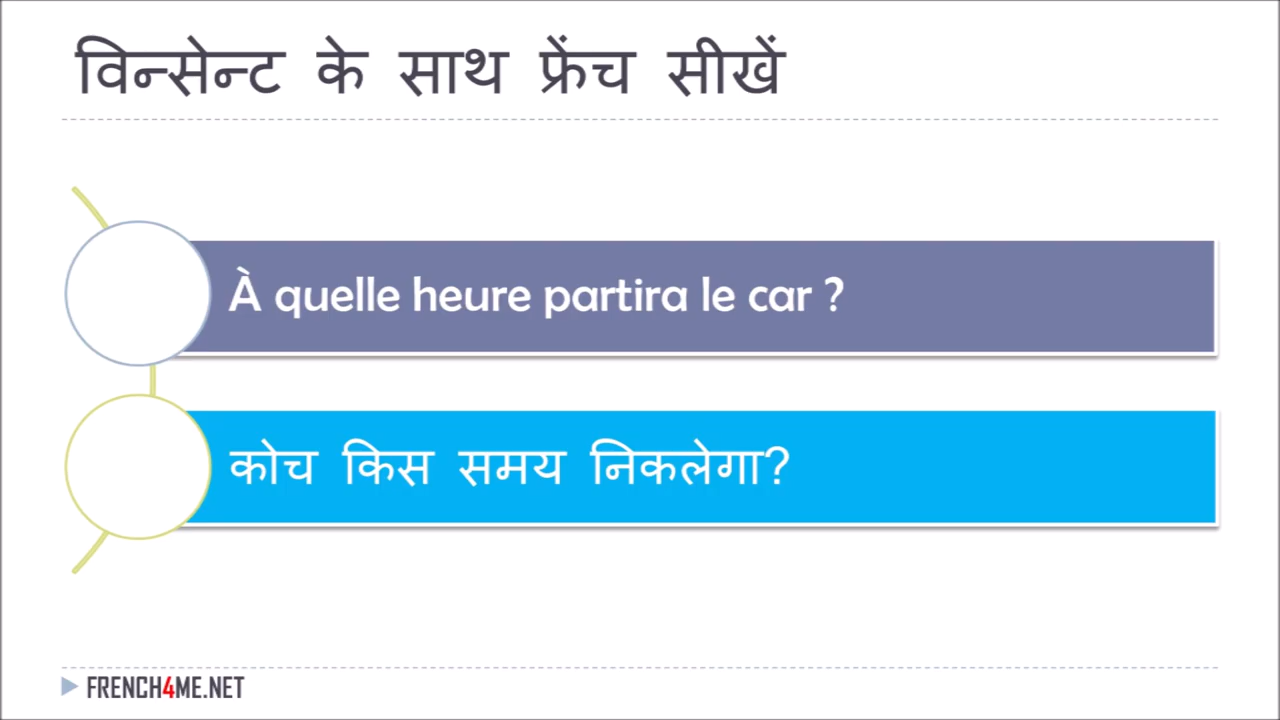 विन्सेन्ट के साथ फ्रेंच सीखें
À quelle heure partira le car ?
कोच किस समय निकलेगा?
FRENCH4ME.NET